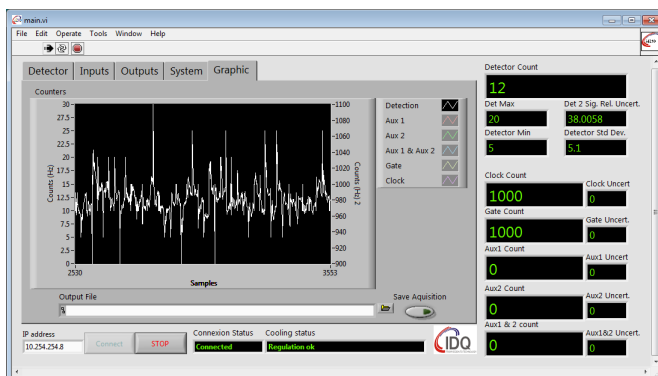 main.vi
File Edit Operate Tools Window Help
id210
Detector Inputs Outputs System Graphic
Counters
Counts (Hz)
30-
27.5-
25-
22.5-
20-
17.5-
15-
12.5-
10-
7.5-
5-
2.5-
0-
-1100
-1080
-1060
-1040
-1020
-1000
-980
-960
-940
-920
-900
Counts (Hz) 2
2530
3553
Samples
Detection
Aux 1
Aux 2
Aux 1 & Aux 2
Gate
Clock
Output File
Save Aquisition
IP address
10.254.254.8
Connect
STOP
Connexion Status
Connected
Cooling status
Regulation ok
IDQ
Detector Count
12
Det Max
20
Det 2 Sig. Rel. Uncert.
38.0058
Detector Min
5
Detector Std Dev.
5.1
Clock Count
1000
Clock Uncert
0
Gate Count
1000
Gate Uncert.
0
Aux1 Count
0
Aux1 Uncert
0
Aux2 Count
0
Aux2 Uncert.
0
Aux1 & 2 count
0
Aux1&2 Uncert.
0